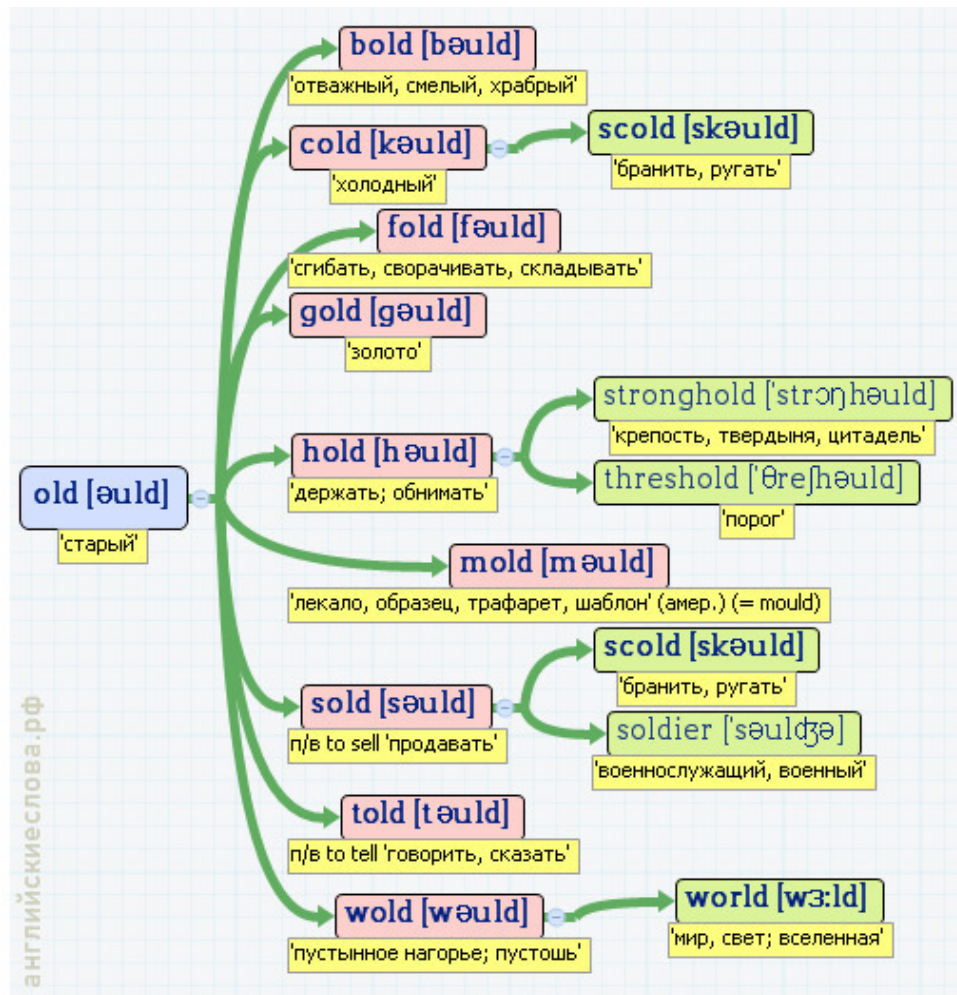 bold [bəuld]
'отважный, смелый, храбрый'
cold [kəuld]
'холодный'
scold [skəuld]
'бранить, ругать'
fold [fəuld]
'сгибать, сворачивать, складывать'
gold [gəuld]
'золото'
old [əuld]
'старый'
hold [həuld]
'держать; обнимать'
stronghold ['strɔŋhəuld]
'крепость, твердыня, цитадель'
threshold ['θreʃhəuld]
'порог'
mold [məuld]
'лекало, образец, трафарет, шаблон' (амер.) (= mould)
sold [səuld]
п/в to sell 'продавать'
scold [skəuld]
'бранить, ругать'
soldier ['səulʤə]
'военнослужащий, военный'
told [təuld]
п/в to tell 'говорить, сказать'
wold [wəuld]
'пустынное нагорье; пустошь'
world [wɜ:ld]
'мир, свет; вселенная'
английскиеслова.рф